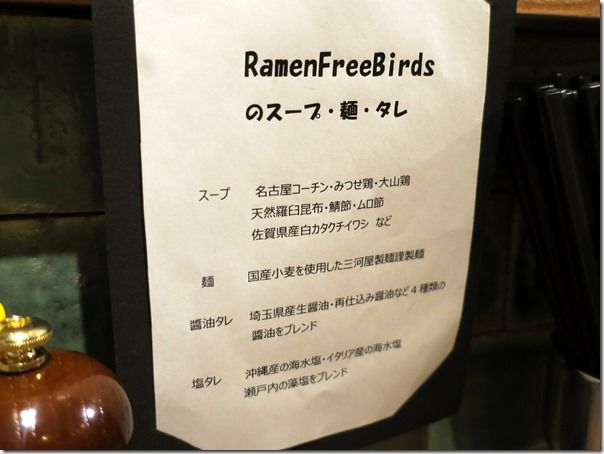 RamenFreeBirds
のスープ・麺・タレ
スープ 名古屋コーチン・みつせ鶏・大山鶏
天然羅臼昆布・鯖節・ムロ節
佐賀県産白カタクチイワシ など
麺 国産小麦を使用した三河屋製麺謹製麺
醤油タレ 埼玉県産生醤油・再仕込み醤油など4種類の
醤油をブレンド
塩タレ 沖縄産の海水塩・イタリア産の海水塩
瀬戸内の藻塩をブレンド